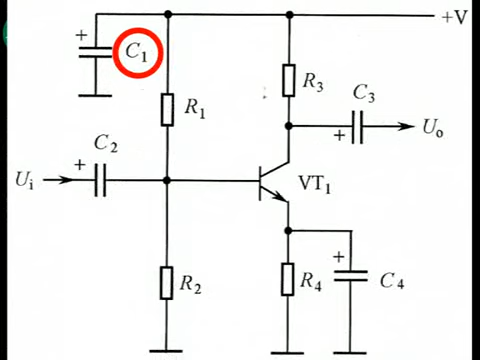 +V
+
C₁
R₃
R₁
C₃
+
Uₒ
C₂
+
Uᵢ
VT₁
+
R₂
R₄
C₄